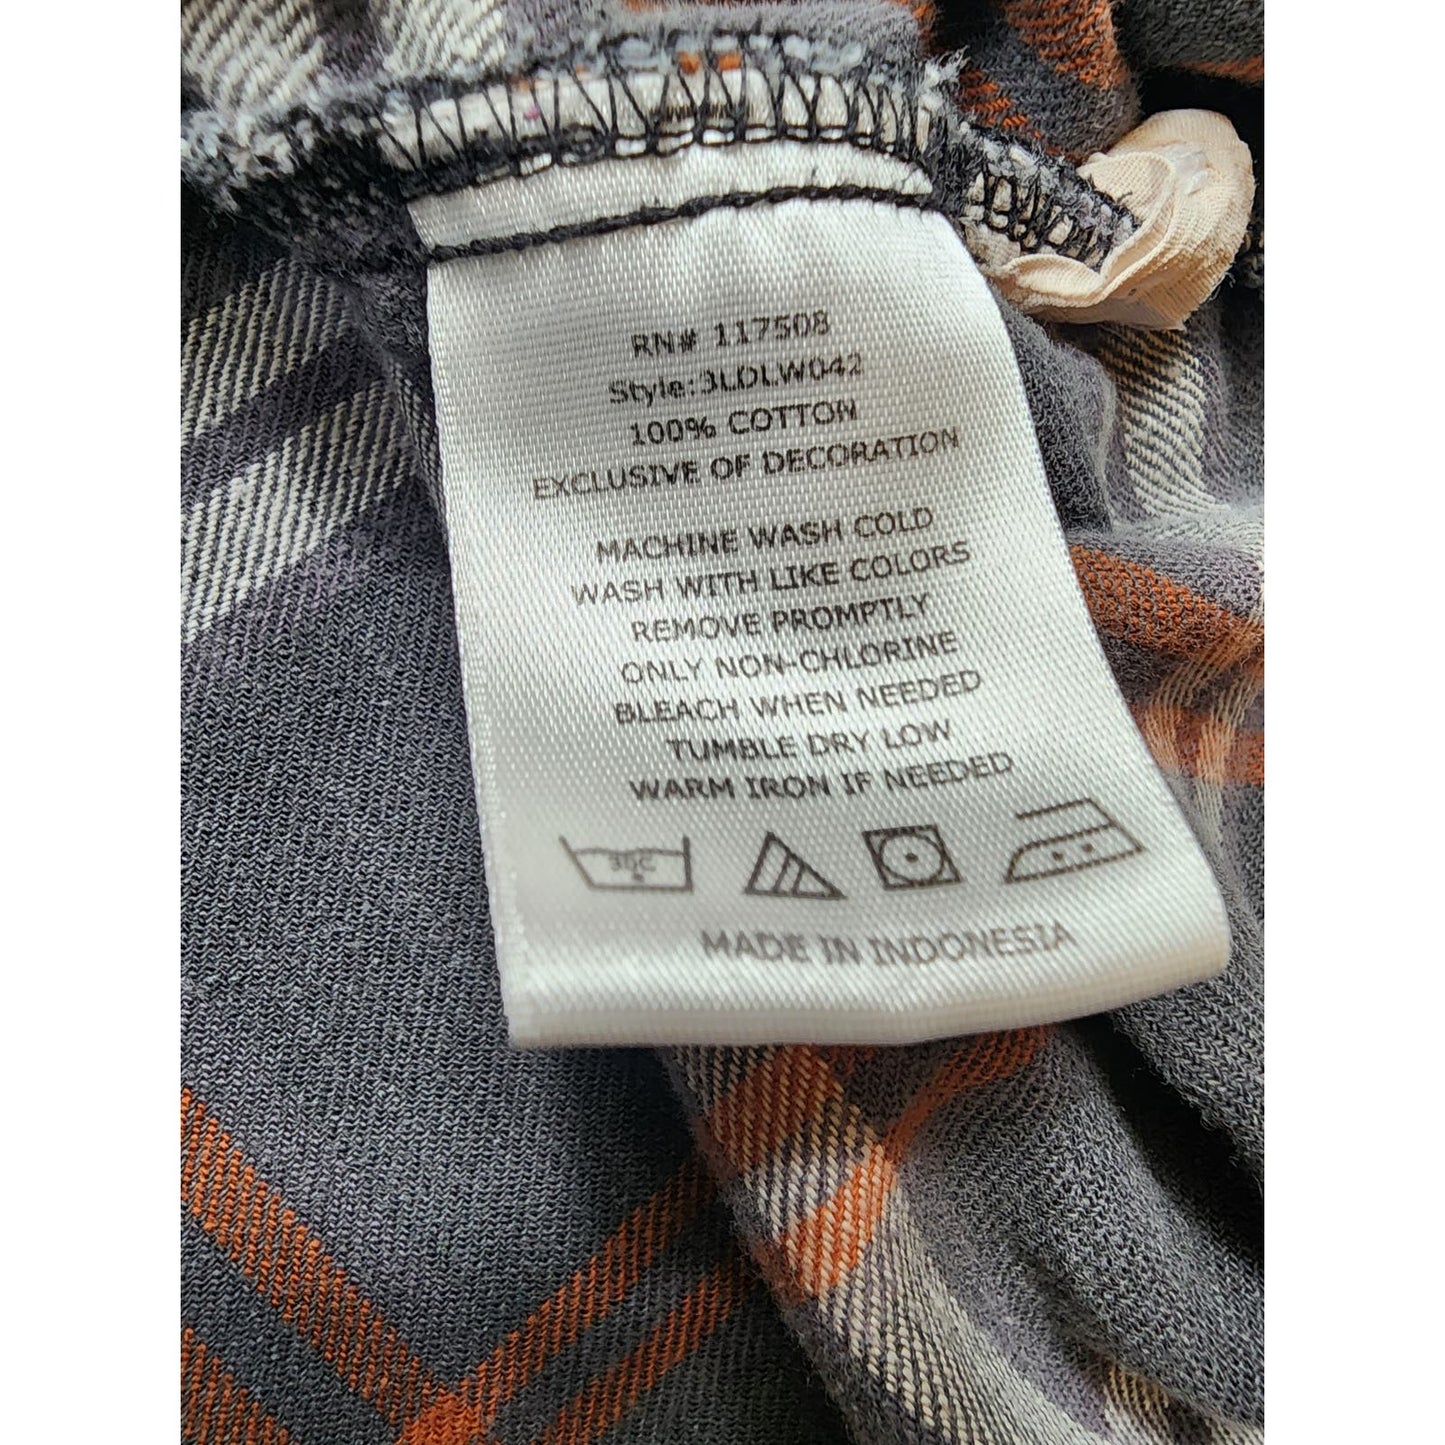 RN# 117508
Style:3LDLW042
100% COTTON
EXCLUSIVE OF DECORATION
MACHINE WASH COLD
WASH WITH LIKE COLORS
REMOVE PROMPTLY
ONLY NON-CHLORINE
BLEACH WHEN NEEDED
TUMBLE DRY LOW
WARM IRON IF NEEDED
MADE IN INDONESIA